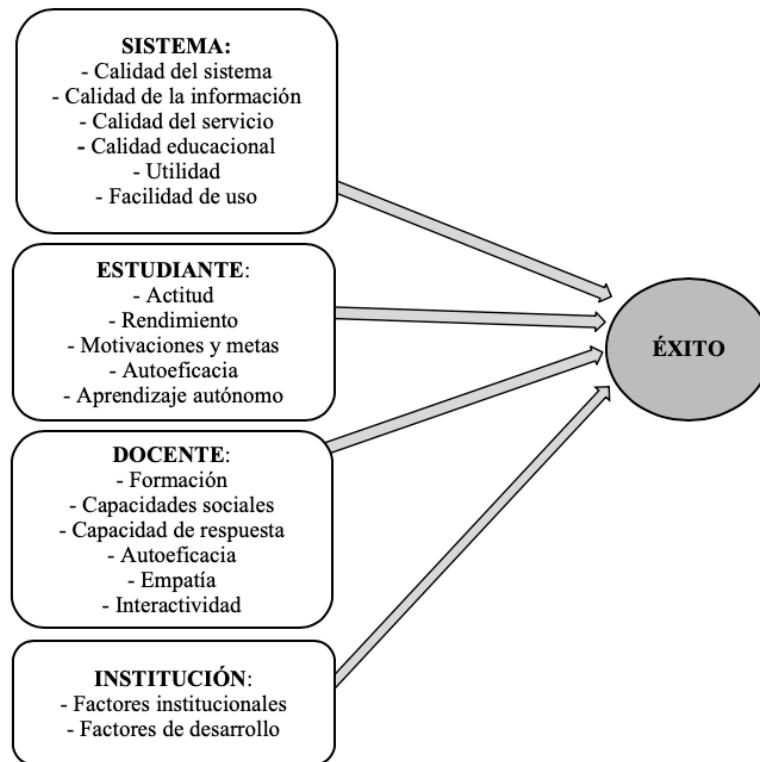 SISTEMA:
- Calidad del sistema
- Calidad de la información
- Calidad del servicio
- Calidad educacional
- Utilidad
- Facilidad de uso
ESTUDIANTE:
- Actitud
- Rendimiento
- Motivaciones y metas
- Autoeficacia
- Aprendizaje autónomo
DOCENTE:
- Formación
- Capacidades sociales
- Capacidad de respuesta
- Autoeficacia
- Empatía
- Interactividad
INSTITUCIÓN:
- Factores institucionales
- Factores de desarrollo
ÉXITO